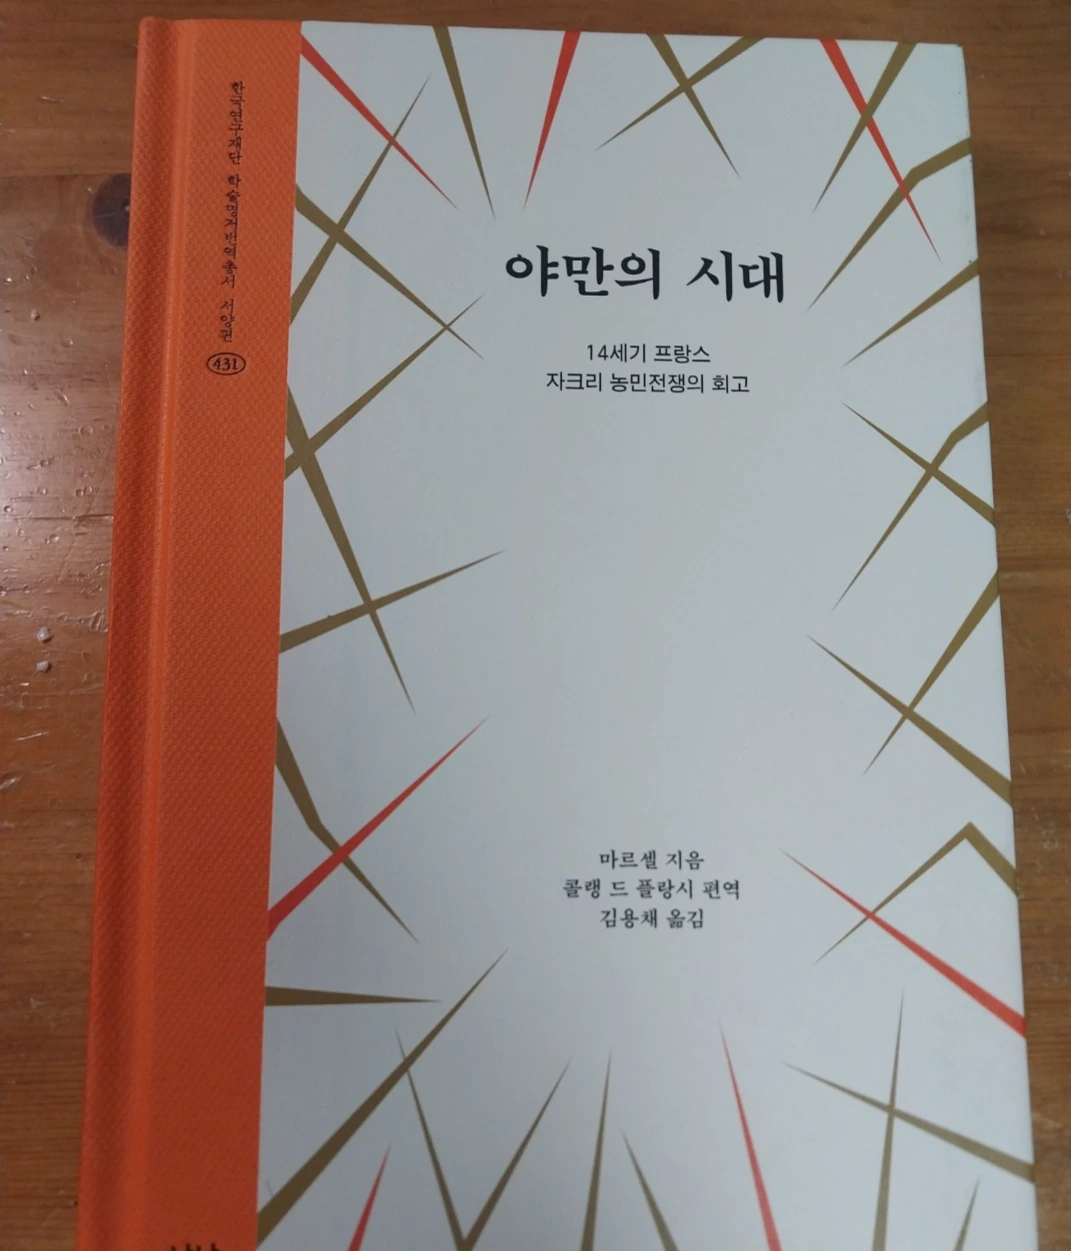 한국연구재단 학술명저번역총서 서양편
431
야만의 시대
14세기 프랑스
자크리 농민전쟁의 회고
마르셀 지음
콜랭 드 플랑시 편역
김용채 옮김